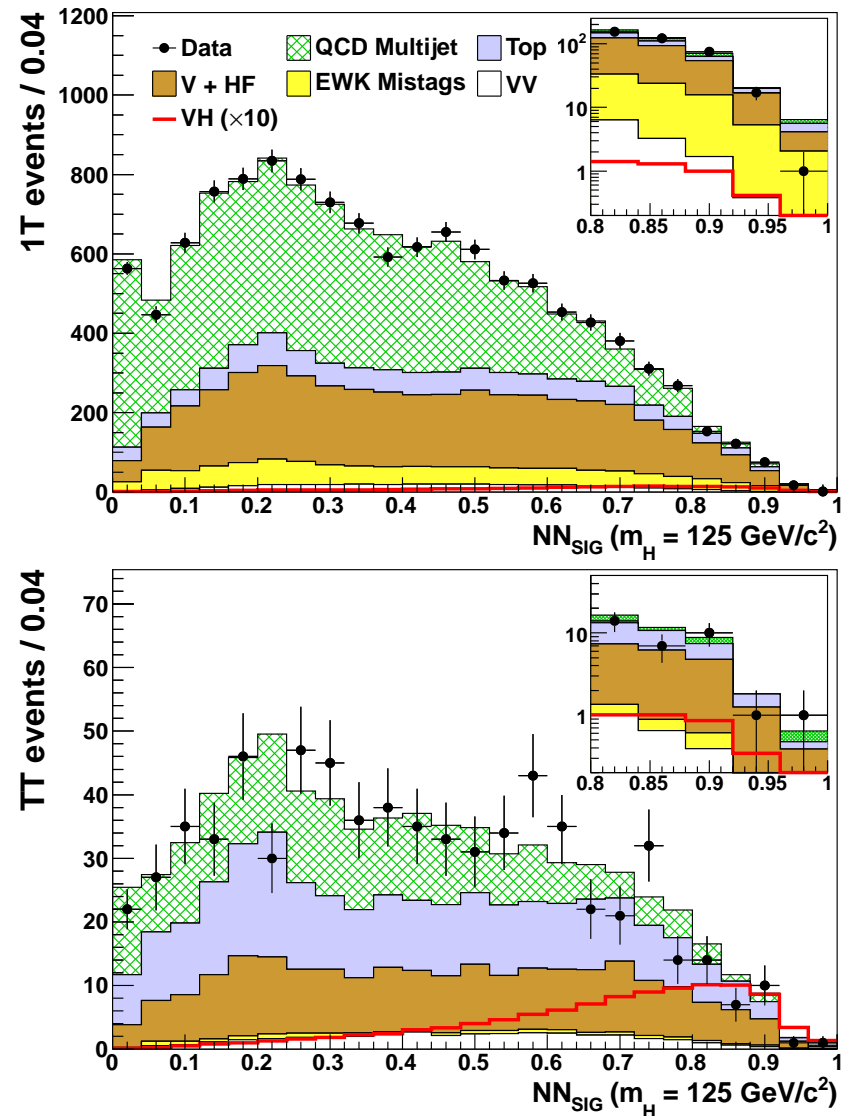 1T events / 0.04
1200
1000
800
600
400
200
0
Data QCD Multijet Top
V + HF EWK Mistags VV
VH (×10)
10²
10
1
0.8 0.85 0.9 0.95 1
0 0.1 0.2 0.3 0.4 0.5 0.6 0.7 0.8 0.9 1
NN_SIG (m_H = 125 GeV/c²)
TT events / 0.04
70
60
50
40
30
20
10
0
10
1
0.8 0.85 0.9 0.95 1
0 0.1 0.2 0.3 0.4 0.5 0.6 0.7 0.8 0.9 1
NN_SIG (m_H = 125 GeV/c²)